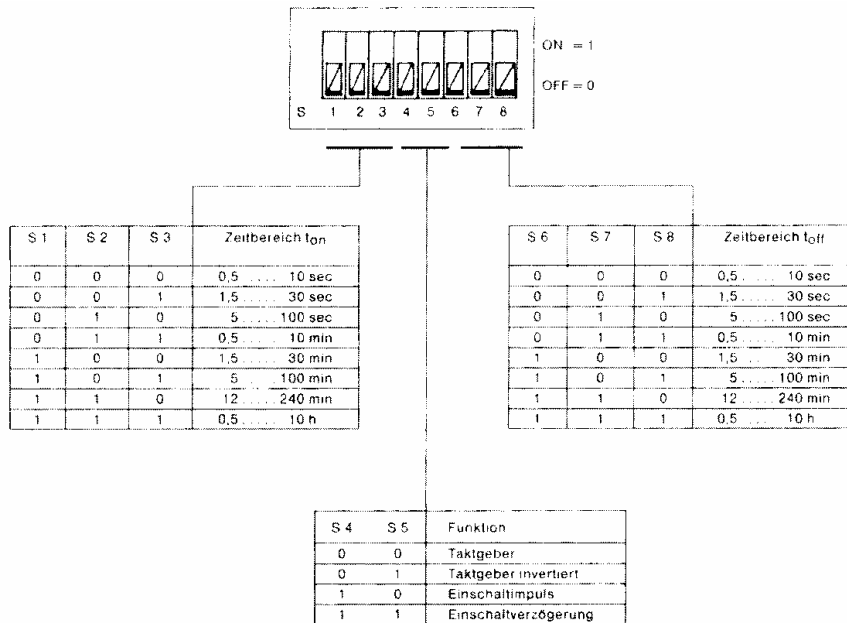 ON = 1
OFF = 0
S 1 2 3 4 5 6 7 8
S 1 S 2 S 3 Zeitbereich ton
0 0 0 0,5 ..... 10 sec
0 0 1 1,5 ..... 30 sec
0 1 0 5 ..... 100 sec
0 1 1 0,5 ..... 10 min
1 0 0 1,5 ..... 30 min
1 0 1 5 ..... 100 min
1 1 0 12 ..... 240 min
1 1 1 0,5 ..... 10 h
S 6 S 7 S 8 Zeitbereich toff
0 0 0 0,5 ..... 10 sec
0 0 1 1,5 ..... 30 sec
0 1 0 5 ..... 100 sec
0 1 1 0,5 ..... 10 min
1 0 0 1,5 ..... 30 min
1 0 1 5 ..... 100 min
1 1 0 12 ..... 240 min
1 1 1 0,5 ..... 10 h
S 4 S 5 Funktion
0 0 Taktgeber
0 1 Taktgeber invertiert
1 0 Einschaltimpuls
1 1 Einschaltverzögerung